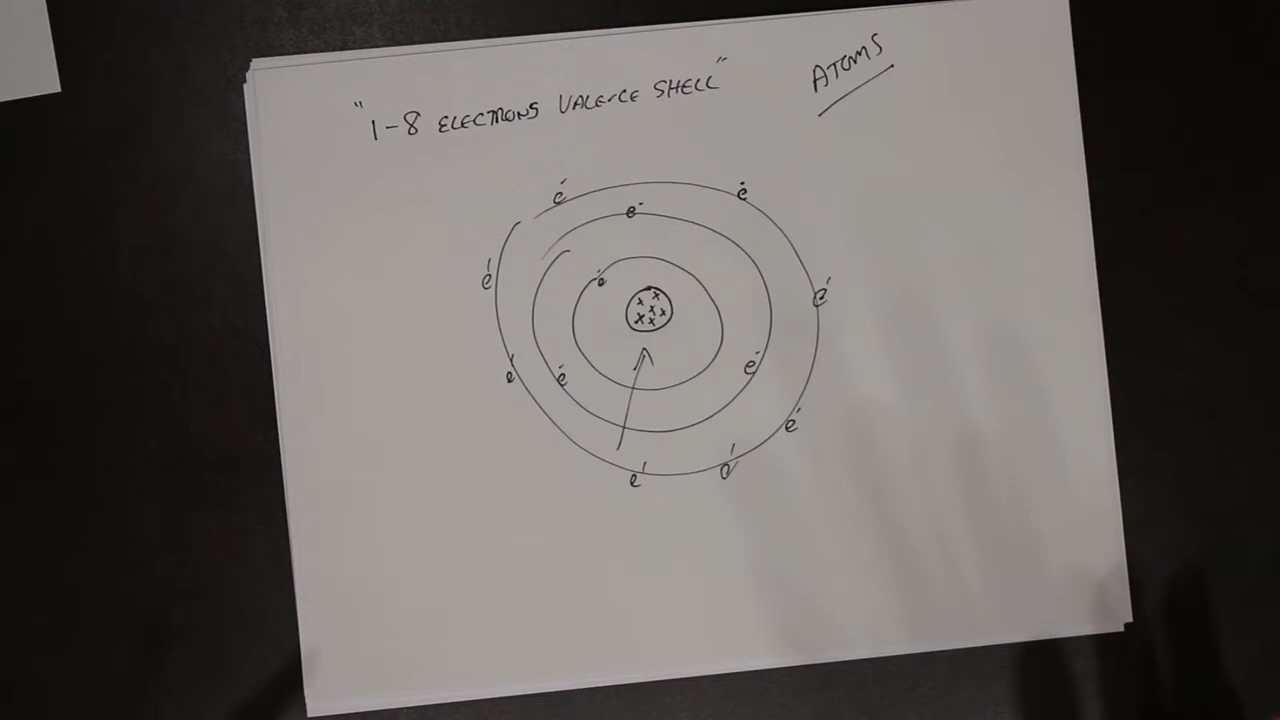 "1-8 ELECTRONS VALENCE SHELL"
ATOMS
e-
e-
e-
e-
e-
e-
e-
e-
e-
e-
e-
e-
x x x x x x